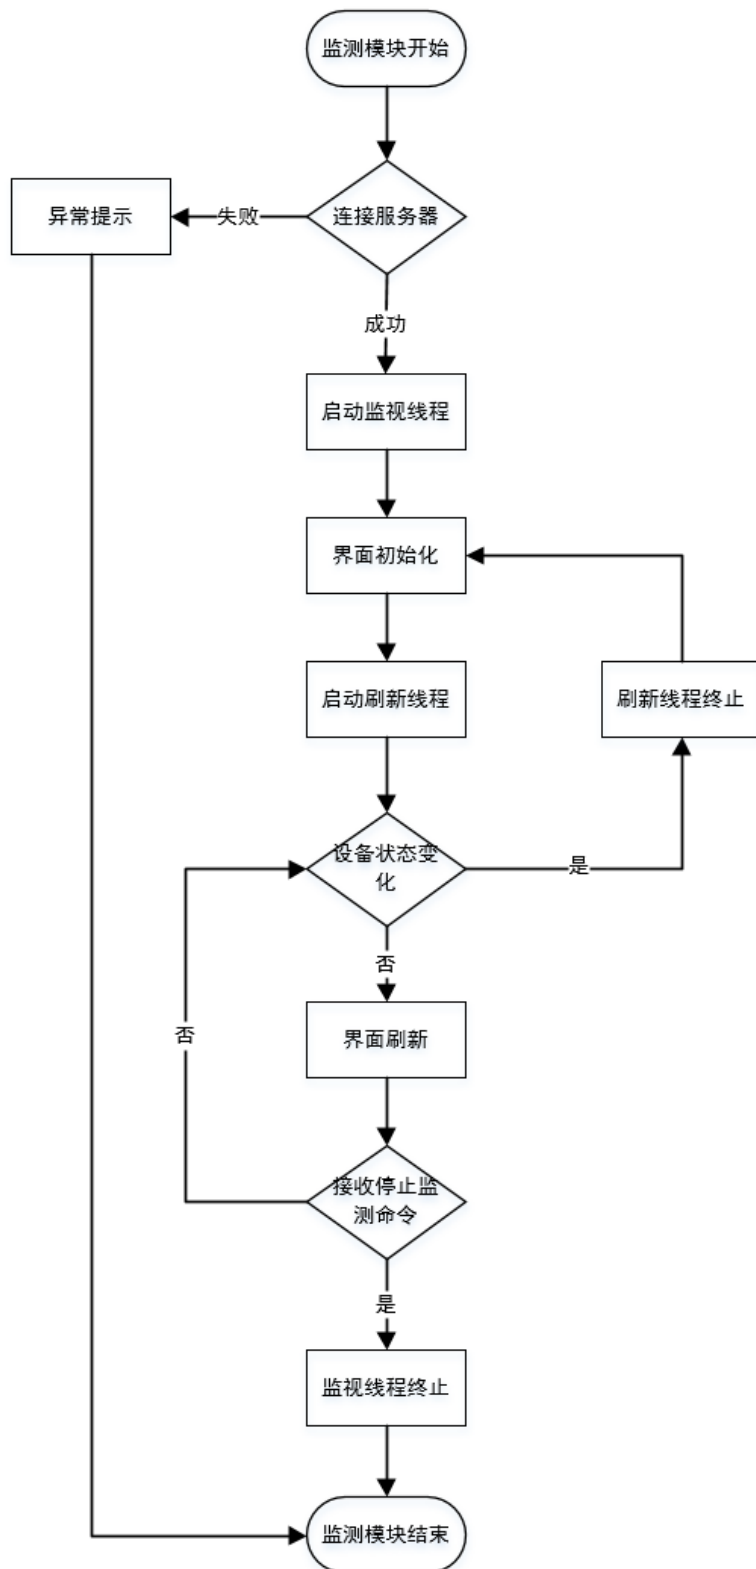 监测模块开始
异常提示
失败
连接服务器
成功
启动监视线程
界面初始化
启动刷新线程
刷新线程终止
设备状态变
化
是
否
否
界面刷新
接收停止监
测命令
是
监视线程终止
监测模块结束